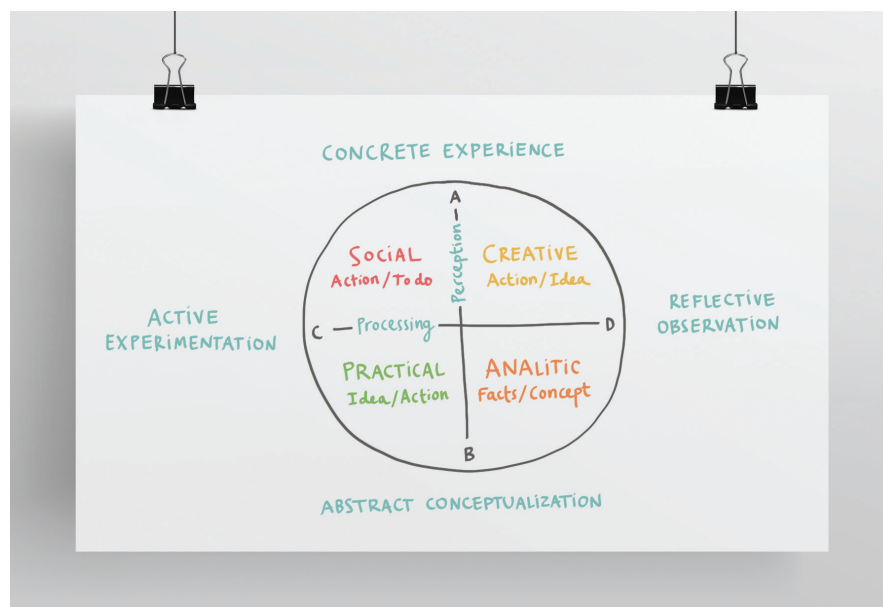 CONCRETE EXPERIENCE
A
Perception
SOCIAL
Action/To do
CREATIVE
Action/Idea
ACTIVE
EXPERIMENTATION
C
Processing
D
REFLECTIVE
OBSERVATION
PRACTICAL
Idea/Action
ANALITIC
Facts/Concept
B
ABSTRACT CONCEPTUALIZATION